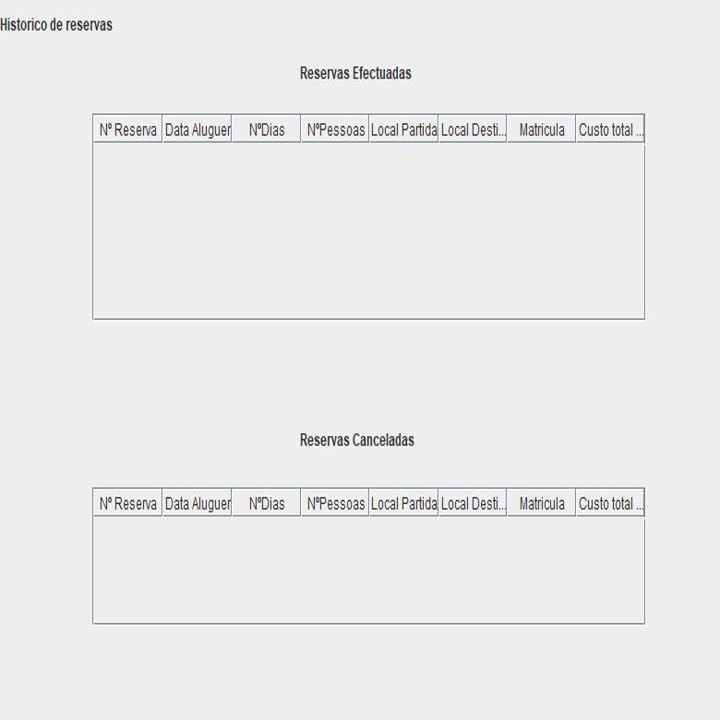 Historico de reservas
Reservas Efectuadas
Nº Reserva Data Aluguer NºDias NºPessoas Local Partida Local Desti... Matricula Custo total ...
Reservas Canceladas
Nº Reserva Data Aluguer NºDias NºPessoas Local Partida Local Desti... Matricula Custo total ...